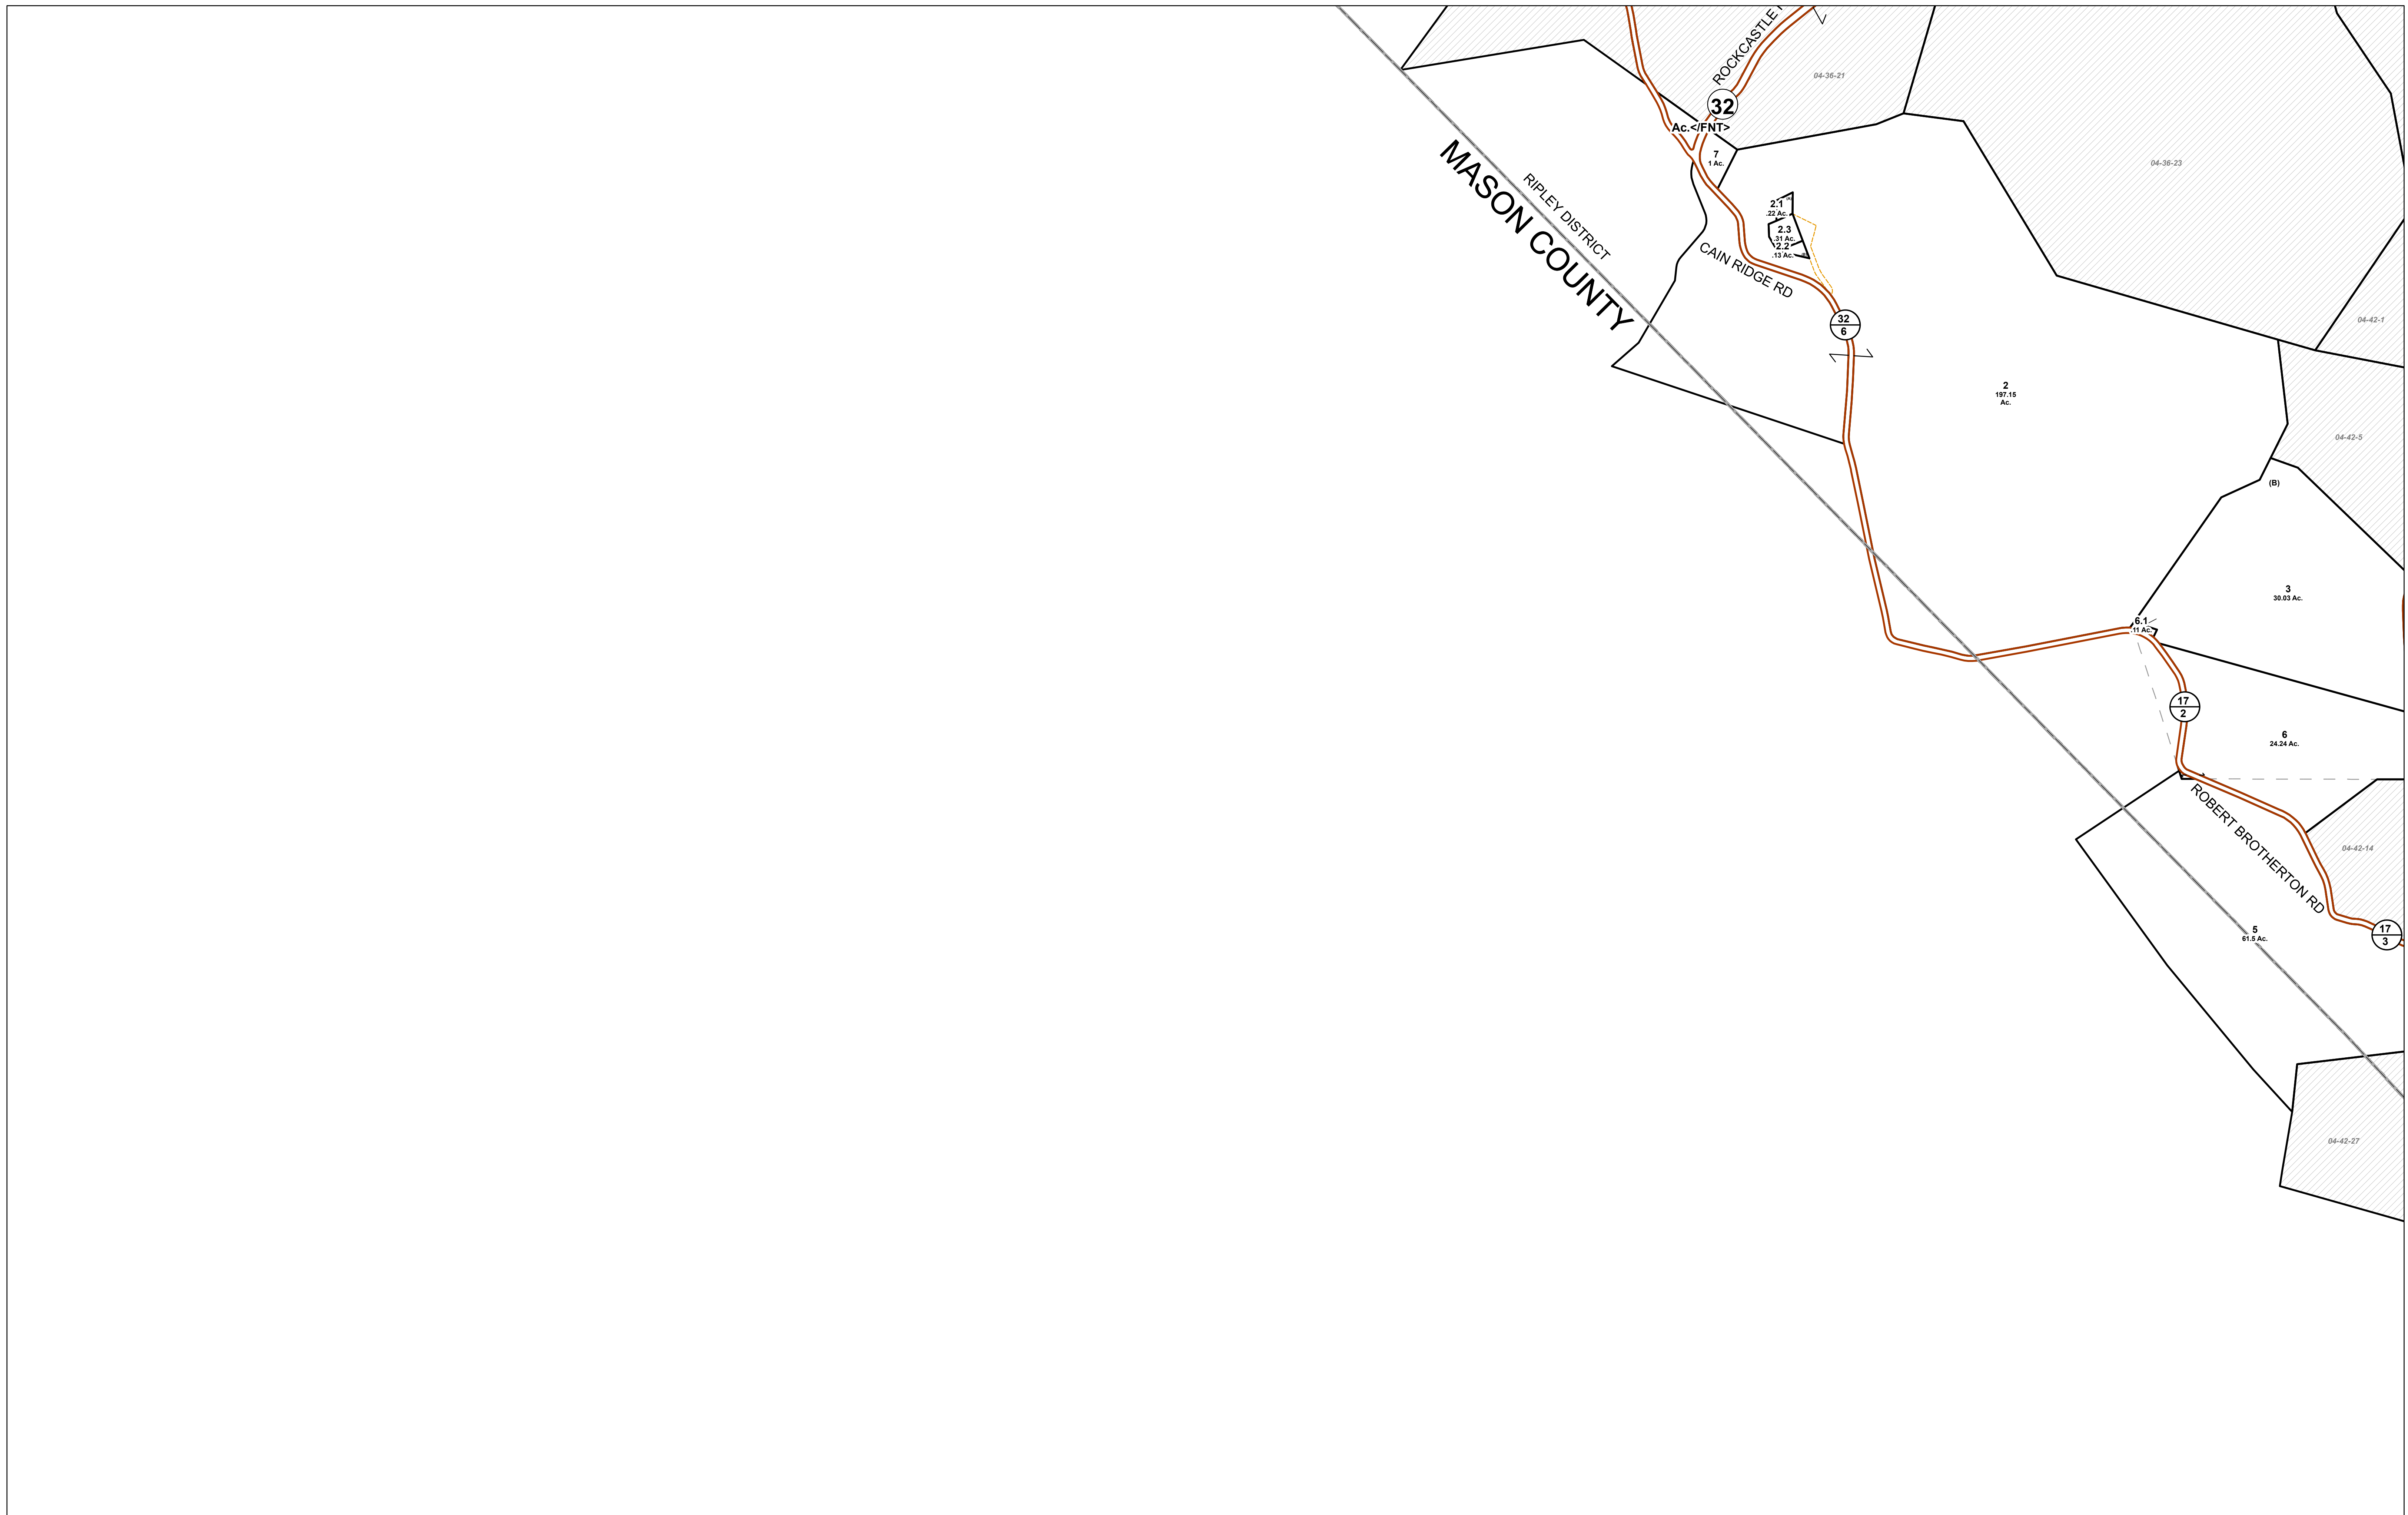 ROCKCASTLE
04-36-21
32
Ac.</FNT>
7
1 Ac.
04-36-23
MASON COUNTY
RIPLEY DISTRICT
2.1
.22 Ac.
2.3
.31 Ac.
2.2
.13 Ac.
CAIN RIDGE RD
32
6
04-42-1
2
197.15
Ac.
04-42-5
(B)
3
30.03 Ac.
6.1
.11 Ac.
17
2
6
24.24 Ac.
ROBERT BROTHERTON RD
04-42-14
5
61.5 Ac.
17
3
04-42-27